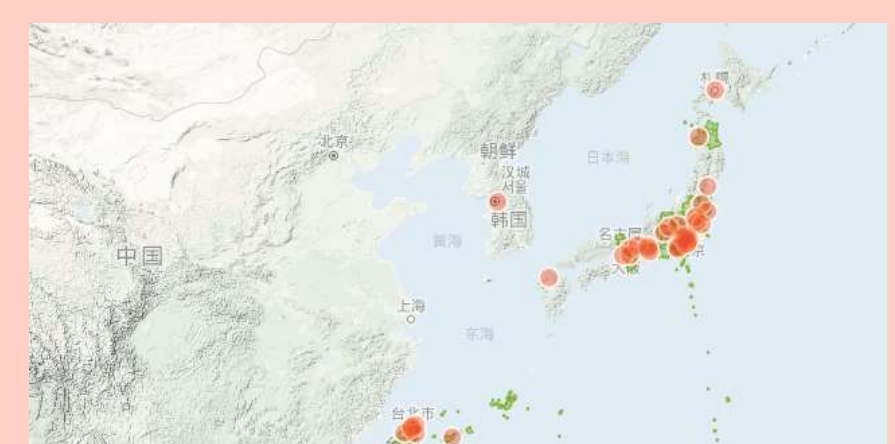 札幌
北京
朝鲜
日本海
汉城
서울
韩国
名古屋
黄海
京
中国
大阪
上海
东海
台北市